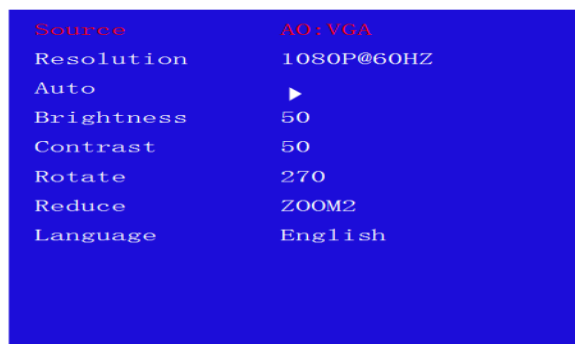 Source AO:VGA
Resolution 1080P@60HZ
Auto
Brightness 50
Contrast 50
Rotate 270
Reduce ZOOM2
Language English